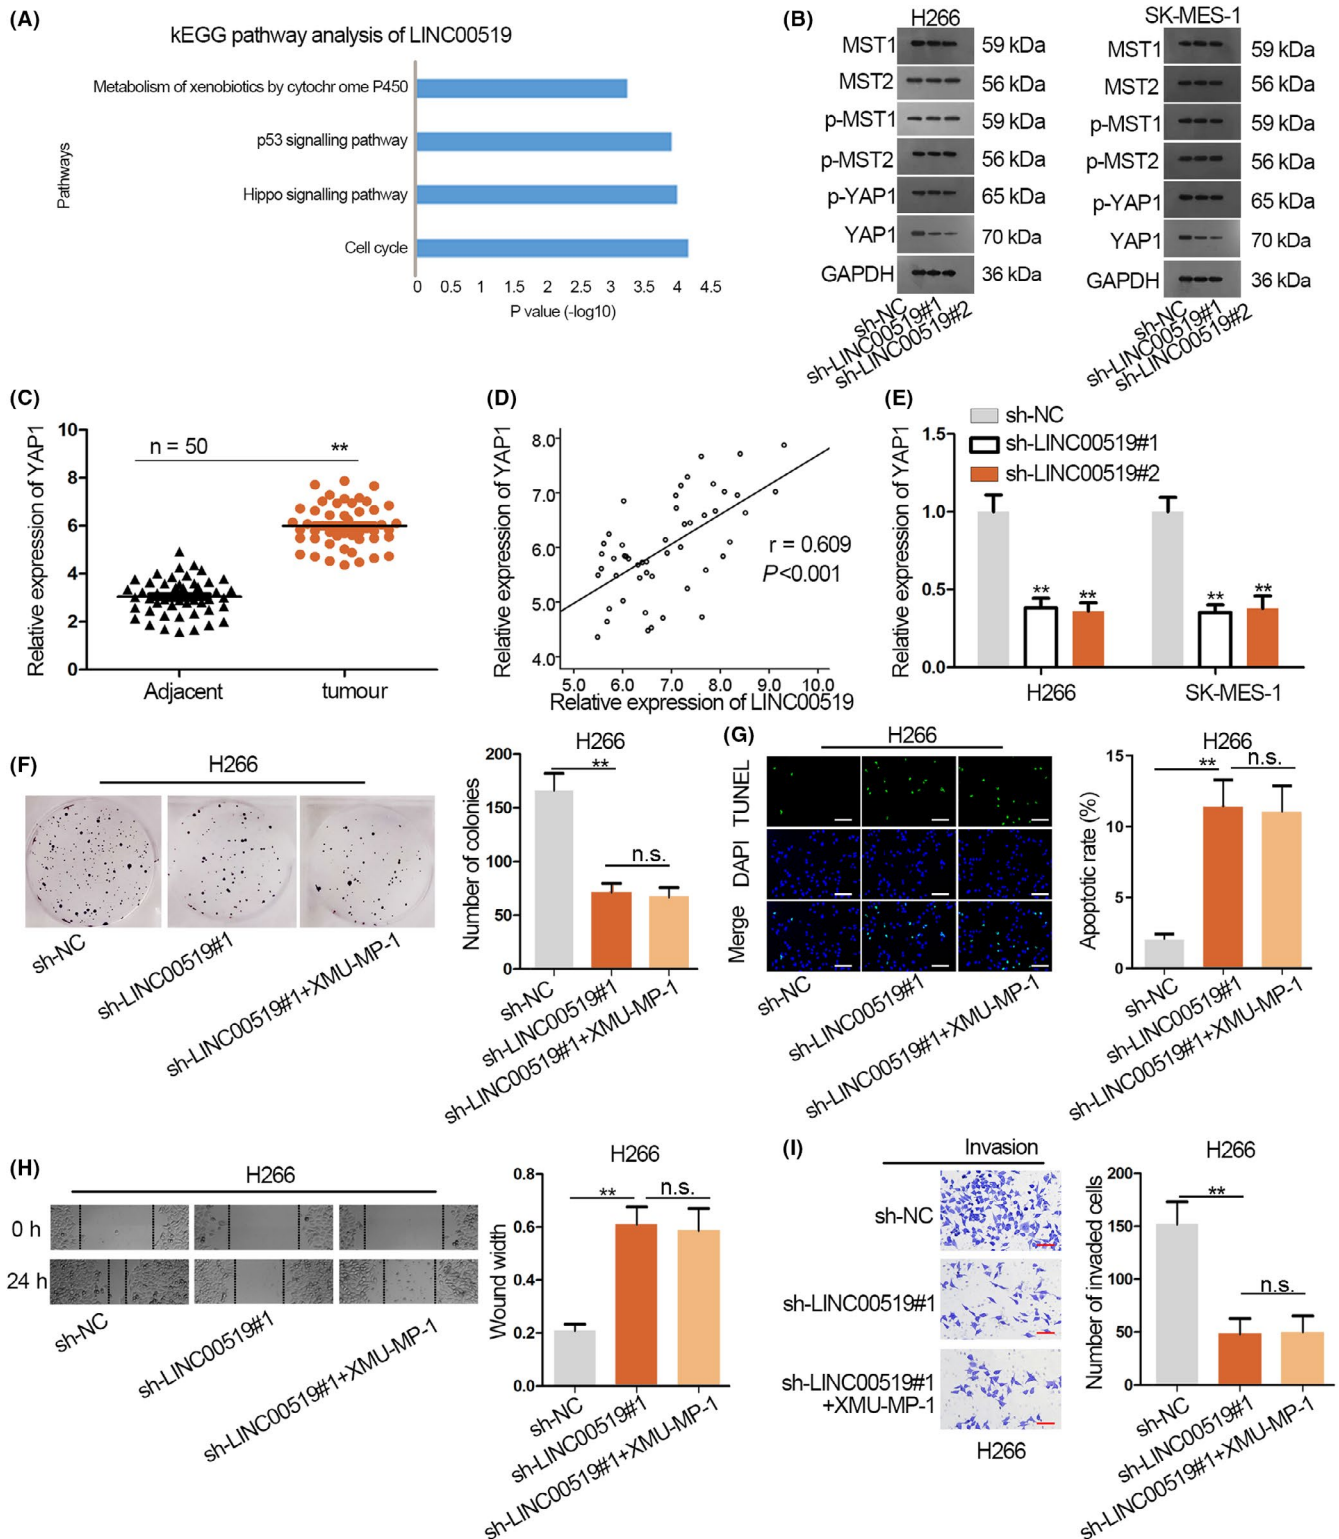 (A)
kEGG pathway analysis of LINC00519
Pathways
Metabolism of xenobiotics by cytochr ome P450
p53 signalling pathway
Hippo signalling pathway
Cell cycle
0 0.5 1 1.5 2 2.5 3 3.5 4 4.5
P value (-log10)
(B)
H266
MST1 59 kDa
MST2 56 kDa
p-MST1 59 kDa
p-MST2 56 kDa
p-YAP1 65 kDa
YAP1 70 kDa
GAPDH 36 kDa
sh-NC
sh-LINC00519#1
sh-LINC00519#2
SK-MES-1
MST1 59 kDa
MST2 56 kDa
p-MST1 59 kDa
p-MST2 56 kDa
p-YAP1 65 kDa
YAP1 70 kDa
GAPDH 36 kDa
sh-NC
sh-LINC00519#1
sh-LINC00519#2
(C)
Relative expression of YAP1
10
8
6
4
2
0
n = 50 **
Adjacent tumour
(D)
Relative expression of YAP1
8.0
7.0
6.0
5.0
4.0
r = 0.609
P<0.001
5.0 6.0 7.0 8.0 9.0 10.0
Relative expression of LINC00519
(E)
sh-NC
sh-LINC00519#1
sh-LINC00519#2
Relative expression of YAP1
1.5
1.0
0.5
0.0
** ** ** **
H266 SK-MES-1
(F)
H266
sh-NC
sh-LINC00519#1
sh-LINC00519#1+XMU-MP-1
H266
Number of colonies
200
150
100
50
0
**
n.s.
sh-NC
sh-LINC00519#1
sh-LINC00519#1+XMU-MP-1
(G)
H266
TUNEL
DAPI
Merge
sh-NC
sh-LINC00519#1
sh-LINC00519#1+XMU-MP-1
H266
Apoptotic rate (%)
15
10
5
0
** n.s.
sh-NC
sh-LINC00519#1
sh-LINC00519#1+XMU-MP-1
(H)
H266
0 h
24 h
sh-NC
sh-LINC00519#1
sh-LINC00519#1+XMU-MP-1
H266
Wound width
0.8
0.6
0.4
0.2
0.0
** n.s.
sh-NC
sh-LINC00519#1
sh-LINC00519#1+XMU-MP-1
(I)
Invasion
sh-NC
sh-LINC00519#1
sh-LINC00519#1
+XMU-MP-1
H266
H266
Number of invaded cells
200
150
100
50
0
**
n.s.
sh-NC
sh-LINC00519#1
sh-LINC00519#1+XMU-MP-1